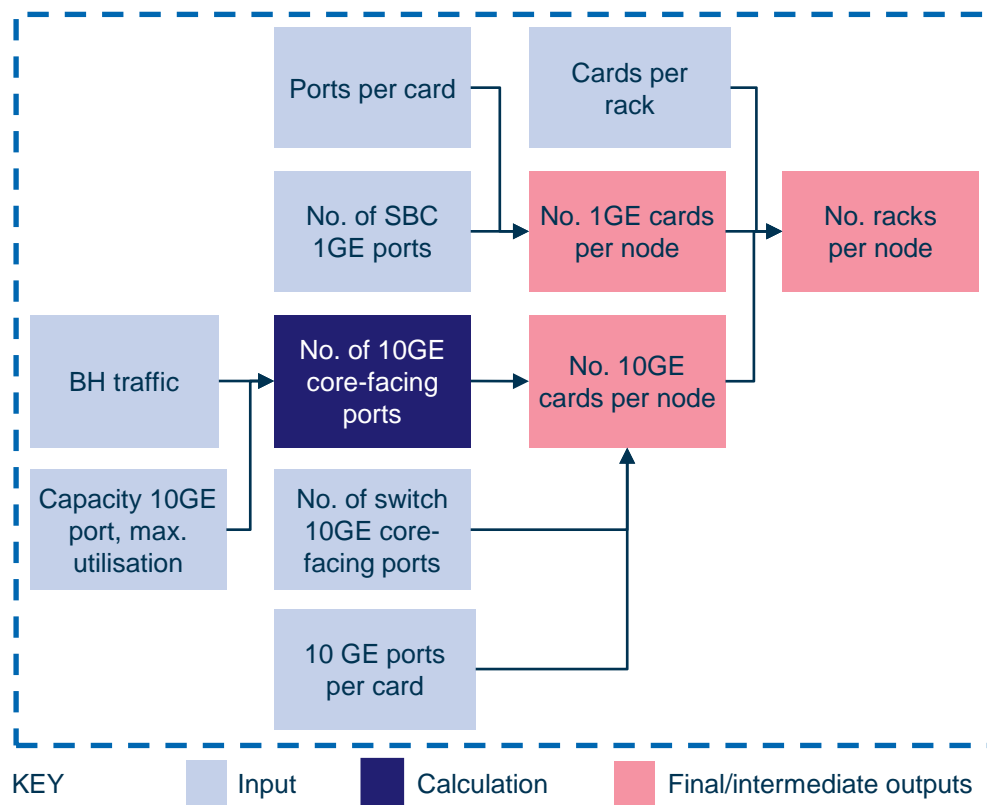 Ports per card
Cards per
rack
No. of SBC
1GE ports
No. 1GE cards
per node
No. racks
per node
BH traffic
No. of 10GE
core-facing
ports
No. 10GE
cards per node
Capacity 10GE
port, max.
utilisation
No. of switch
10GE core-
facing ports
10 GE ports
per card
KEY
Input
Calculation
Final/intermediate outputs